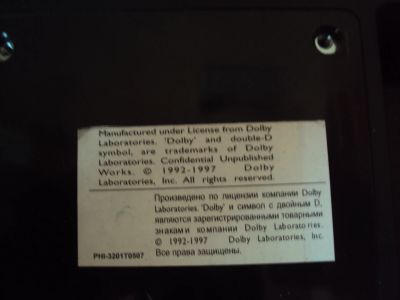 Manufactured under License from Dolby
Laboratories. 'Dolby' and double-D
symbol, are trademarks of Dolby
Laboratories. Confidential Unpublished
Works. © 1992-1997 Dolby
Laboratories, Inc. All rights reserved.
Произведено по лицензии компании Dolby
Laboratories. 'Dolby' и символ с двойным D,
являются зарегистрированными товарными
знаками компании Dolby Laboratories.
© 1992-1997 Dolby Laboratories, Inc.
PHI-3201T0507 Все права защищены.